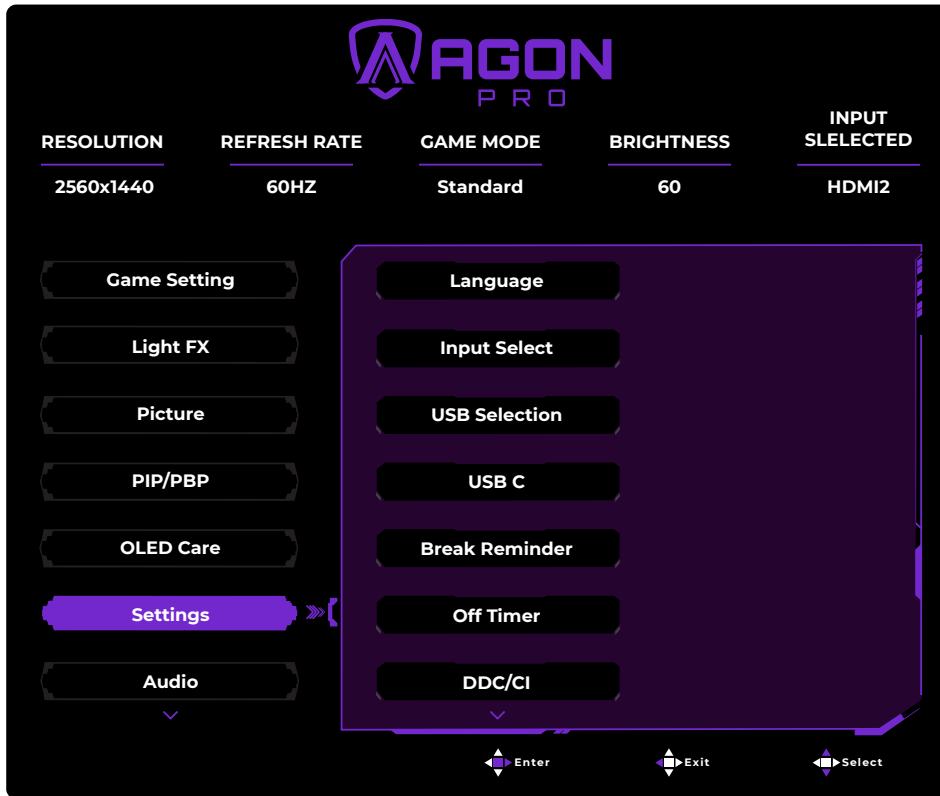 AGON
PRO
RESOLUTION
2560x1440
REFRESH RATE
60HZ
GAME MODE
Standard
BRIGHTNESS
60
INPUT
SLELECTED
HDMI2
Game Setting
Light FX
Picture
PIP/PBP
OLED Care
Settings
Audio
Language
Input Select
USB Selection
USB C
Break Reminder
Off Timer
DDC/CI
Enter
Exit
Select